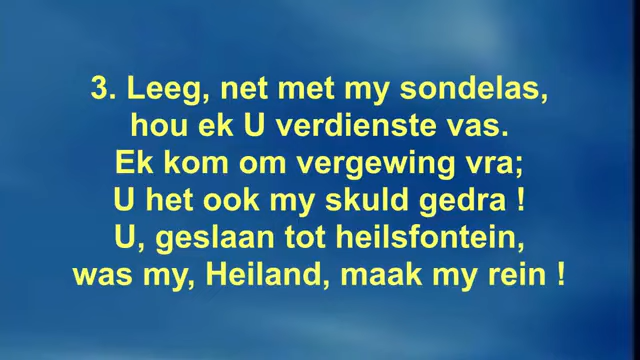 3. Leeg, net met my sondelas,
hou ek U verdienste vas.
Ek kom om vergewing vra;
U het ook my skuld gedra !
U, geslaan tot heilsfontein,
was my, Heiland, maak my rein !